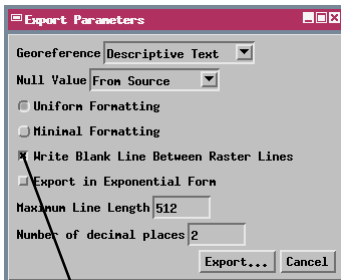 Export Parameters
Georeference Descriptive Text
Null Value From Source
Uniform Formatting
Minimal Formatting
Write Blank Line Between Raster Lines
Export in Exponential Form
Maximum Line Length 512
Number of decimal places 2
Export... Cancel